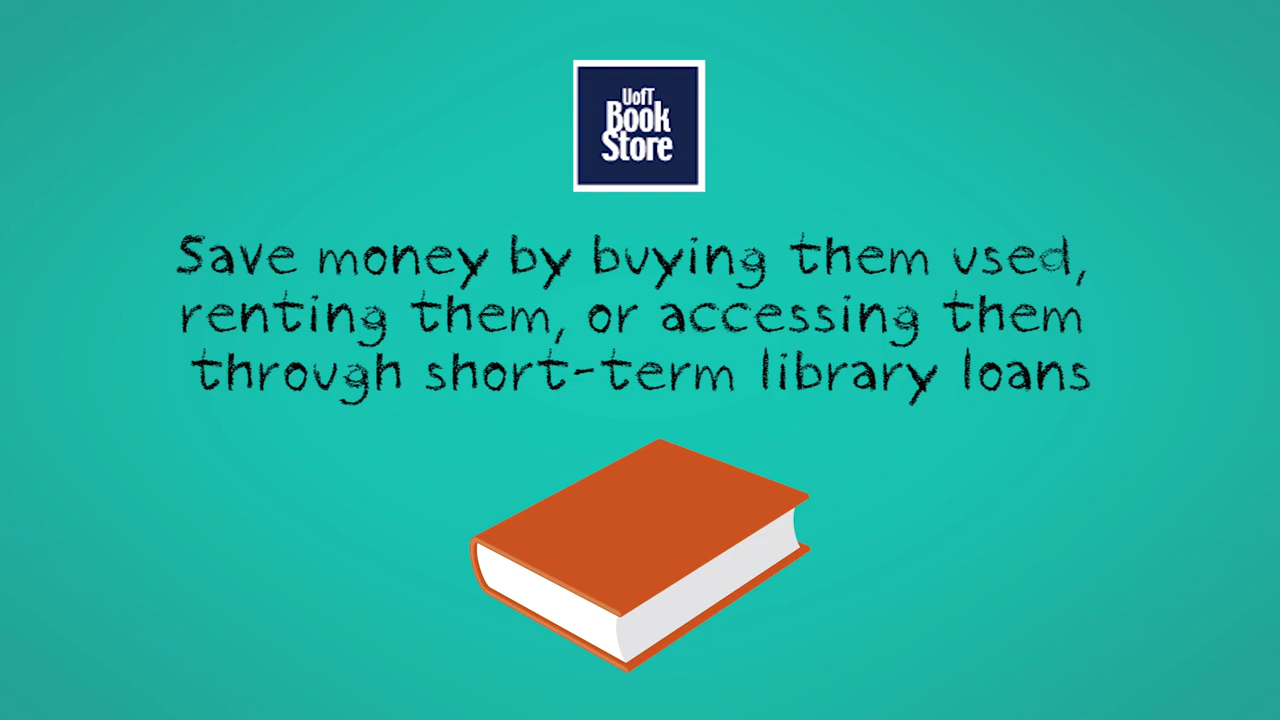 UofT
Book
Store
Save money by buying them used,
renting them, or accessing them
through short-term library loans